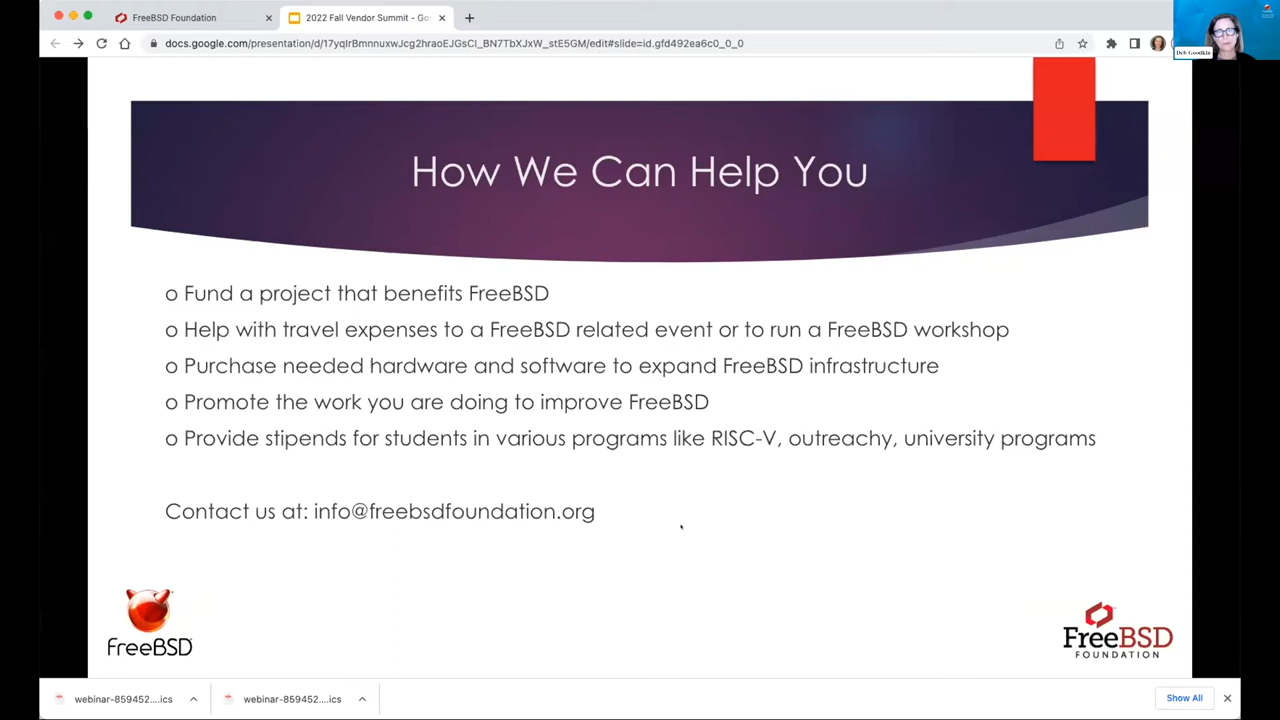 FreeBSD Foundation
2022 Fall Vendor Summit - Go
docs.google.com/presentation/d/17yqIrBmnnuxwJcg2hraoEJGsCI_BN7TbXJxW_stE5GM/edit#slide=id.gfd492ea6c0_0_0
Deb Goodkin
How We Can Help You
o Fund a project that benefits FreeBSD
o Help with travel expenses to a FreeBSD related event or to run a FreeBSD workshop
o Purchase needed hardware and software to expand FreeBSD infrastructure
o Promote the work you are doing to improve FreeBSD
o Provide stipends for students in various programs like RISC-V, outreachy, university programs
Contact us at: info@freebsdfoundation.org
FreeBSD
FreeBSD
FOUNDATION
webinar-859452....ics
webinar-859452....ics
Show All